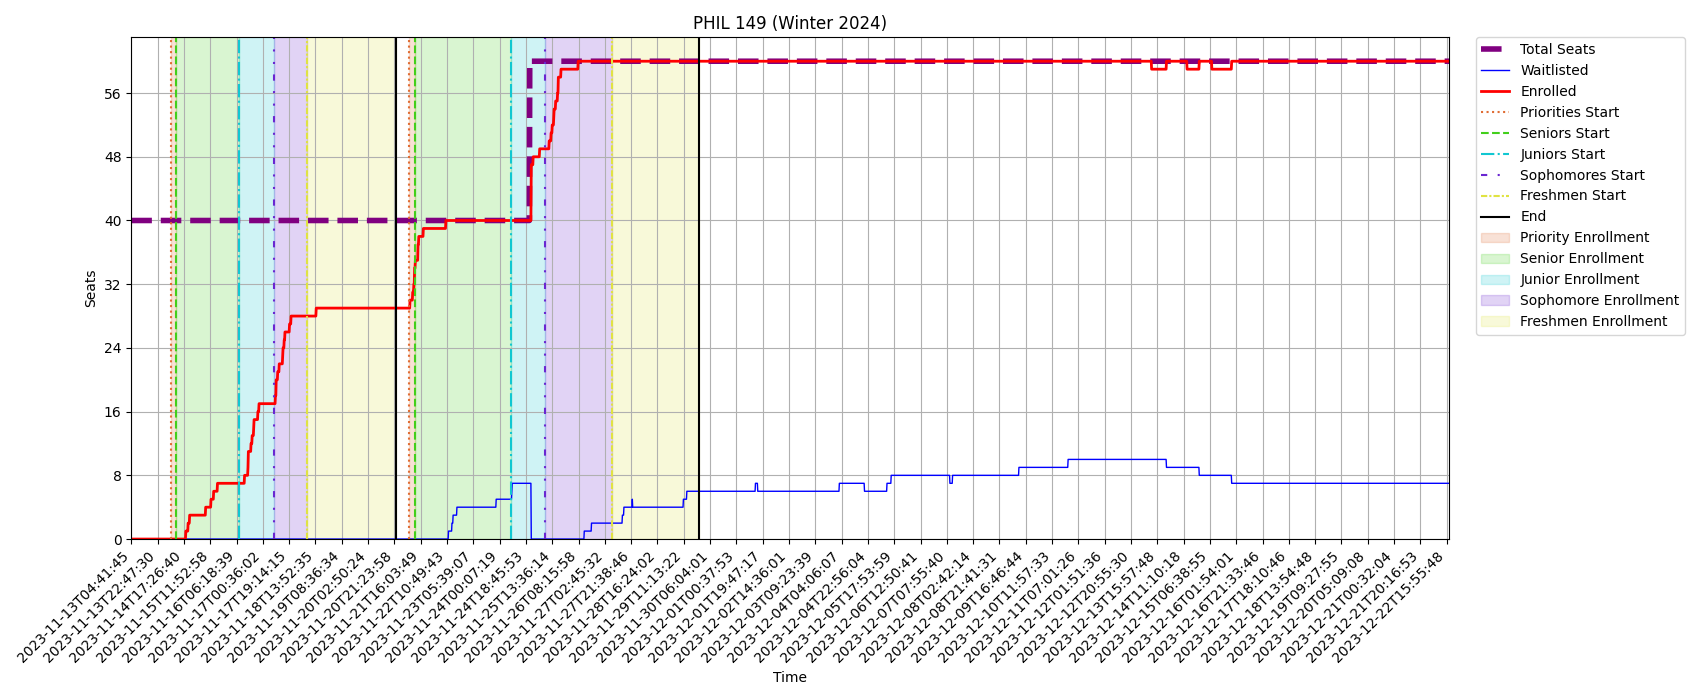 PHIL 149 (Winter 2024)
Seats
56
48
40
32
24
16
8
0
2023-11-13T04:41:45
2023-11-13T22:47:30
2023-11-14T17:26:40
2023-11-15T11:52:58
2023-11-16T06:18:39
2023-11-17T00:36:02
2023-11-17T19:14:15
2023-11-18T13:52:35
2023-11-19T08:36:34
2023-11-20T02:50:24
2023-11-20T21:23:58
2023-11-21T16:03:49
2023-11-22T10:49:43
2023-11-23T05:39:07
2023-11-24T00:07:19
2023-11-24T18:45:53
2023-11-25T13:36:14
2023-11-26T08:15:58
2023-11-27T02:45:32
2023-11-27T21:38:46
2023-11-28T16:24:02
2023-11-29T11:13:22
2023-11-30T06:04:01
2023-12-01T00:37:53
2023-12-01T19:47:17
2023-12-02T14:36:01
2023-12-03T09:23:39
2023-12-04T04:06:07
2023-12-04T22:56:04
2023-12-05T17:53:59
2023-12-06T12:50:41
2023-12-07T07:55:40
2023-12-08T02:42:14
2023-12-08T21:41:31
2023-12-09T16:46:44
2023-12-10T11:57:33
2023-12-11T07:01:26
2023-12-12T01:51:36
2023-12-12T20:55:30
2023-12-13T15:57:48
2023-12-14T11:10:18
2023-12-15T06:38:55
2023-12-16T01:54:01
2023-12-16T21:33:46
2023-12-17T18:10:46
2023-12-18T13:54:48
2023-12-19T09:27:55
2023-12-20T05:09:08
2023-12-21T00:32:04
2023-12-21T20:16:53
2023-12-22T15:55:48
Time
Total Seats
Waitlisted
Enrolled
Priorities Start
Seniors Start
Juniors Start
Sophomores Start
Freshmen Start
End
Priority Enrollment
Senior Enrollment
Junior Enrollment
Sophomore Enrollment
Freshmen Enrollment